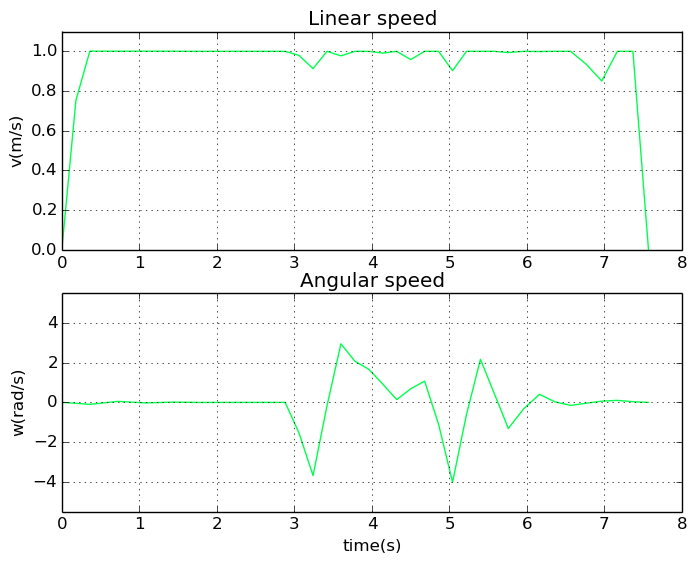 Linear speed
v(m/s)
1.0
0.8
0.6
0.4
0.2
0.0
0 1 2 3 4 5 6 7 8
Angular speed
w(rad/s)
4
2
0
−2
−4
0 1 2 3 4 5 6 7 8
time(s)